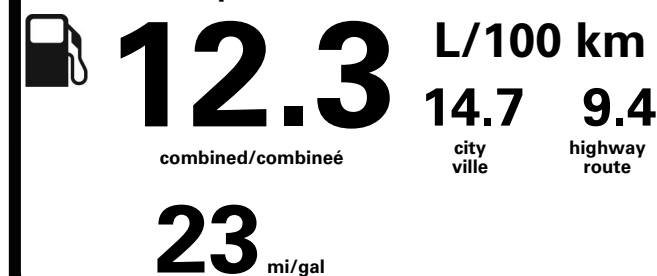 12.3 L/100 km
14.7 9.4
combined/combineé city highway
ville route
23 mi/gal